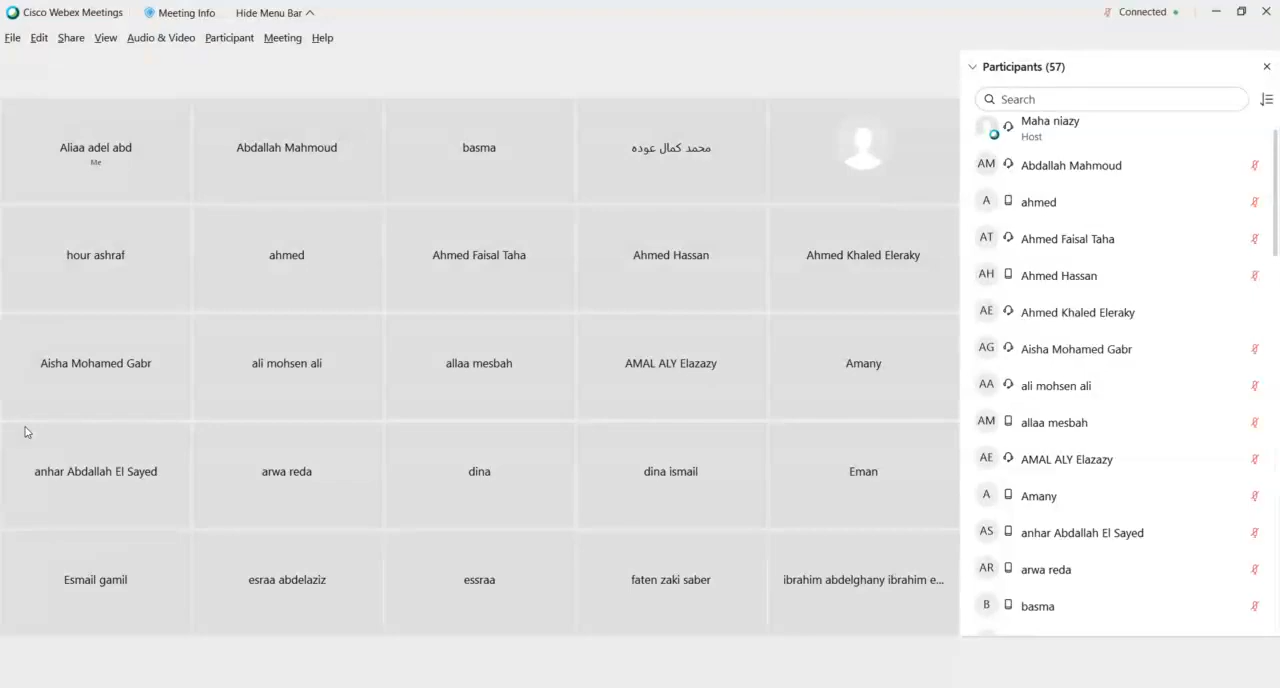 Cisco Webex Meetings
Meeting Info
Hide Menu Bar
Connected
File Edit Share View Audio & Video Participant Meeting Help
Aliaa adel abd
Me
Abdallah Mahmoud
basma
محمد كمال عوده
hour ashraf
ahmed
Ahmed Faisal Taha
Ahmed Hassan
Ahmed Khaled Eleraky
Aisha Mohamed Gabr
ali mohsen ali
allaa mesbah
AMAL ALY Elazazy
Amany
anhar Abdallah El Sayed
arwa reda
dina
dina ismail
Eman
Esmail gamil
esraa abdelaziz
essraa
faten zaki saber
ibrahim abdelghany ibrahim e...
Participants (57)
Search
Maha niazy
Host
AM Abdallah Mahmoud
A ahmed
AT Ahmed Faisal Taha
AH Ahmed Hassan
AE Ahmed Khaled Eleraky
AG Aisha Mohamed Gabr
AA ali mohsen ali
AM allaa mesbah
AE AMAL ALY Elazazy
A Amany
AS anhar Abdallah El Sayed
AR arwa reda
B basma